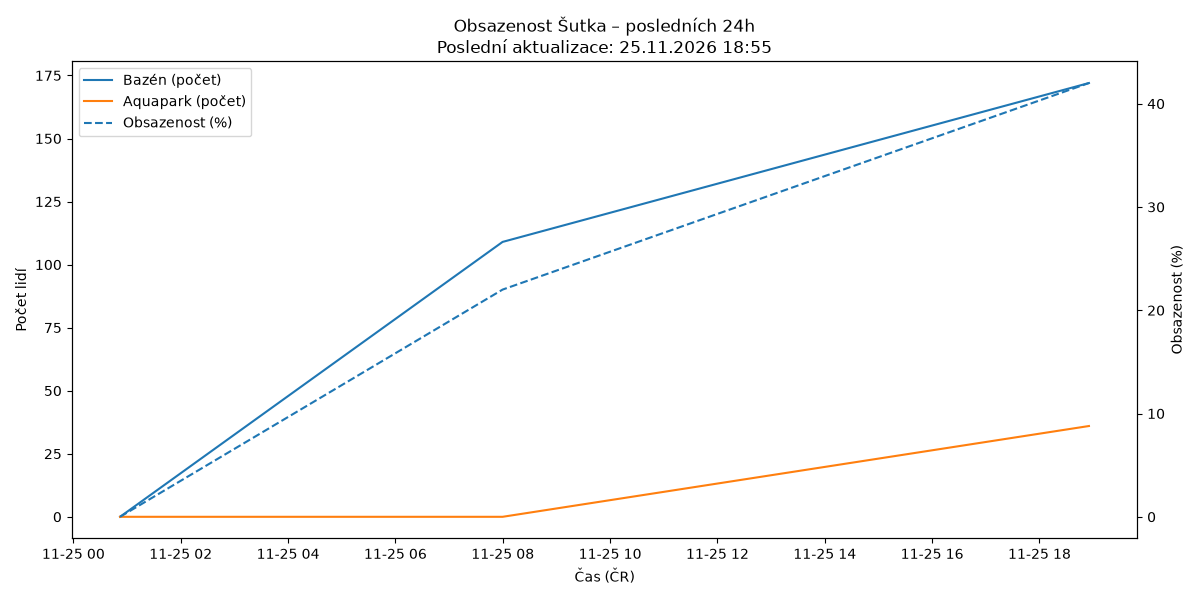 Obsazenost Šutka – posledních 24h
Poslední aktualizace: 25.11.2026 18:55
Bazén (počet)
Aquapark (počet)
Obsazenost (%)
Počet lidí
175
150
125
100
75
50
25
0
40
30
20
10
0
Obsazenost (%)
11-25 00 11-25 02 11-25 04 11-25 06 11-25 08 11-25 10 11-25 12 11-25 14 11-25 16 11-25 18
Čas (ČR)